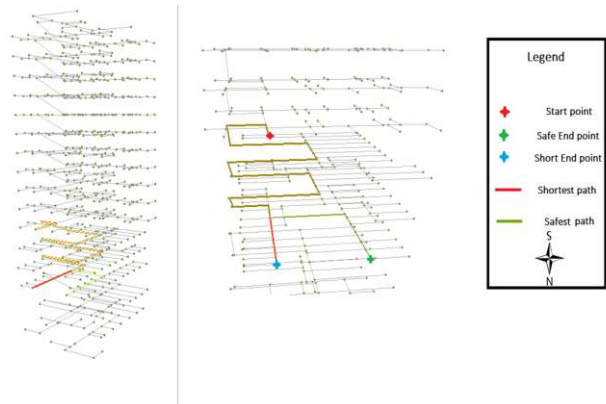 Legend
Start point
Safe End point
Short End point
Shortest path
Safest path
S
N